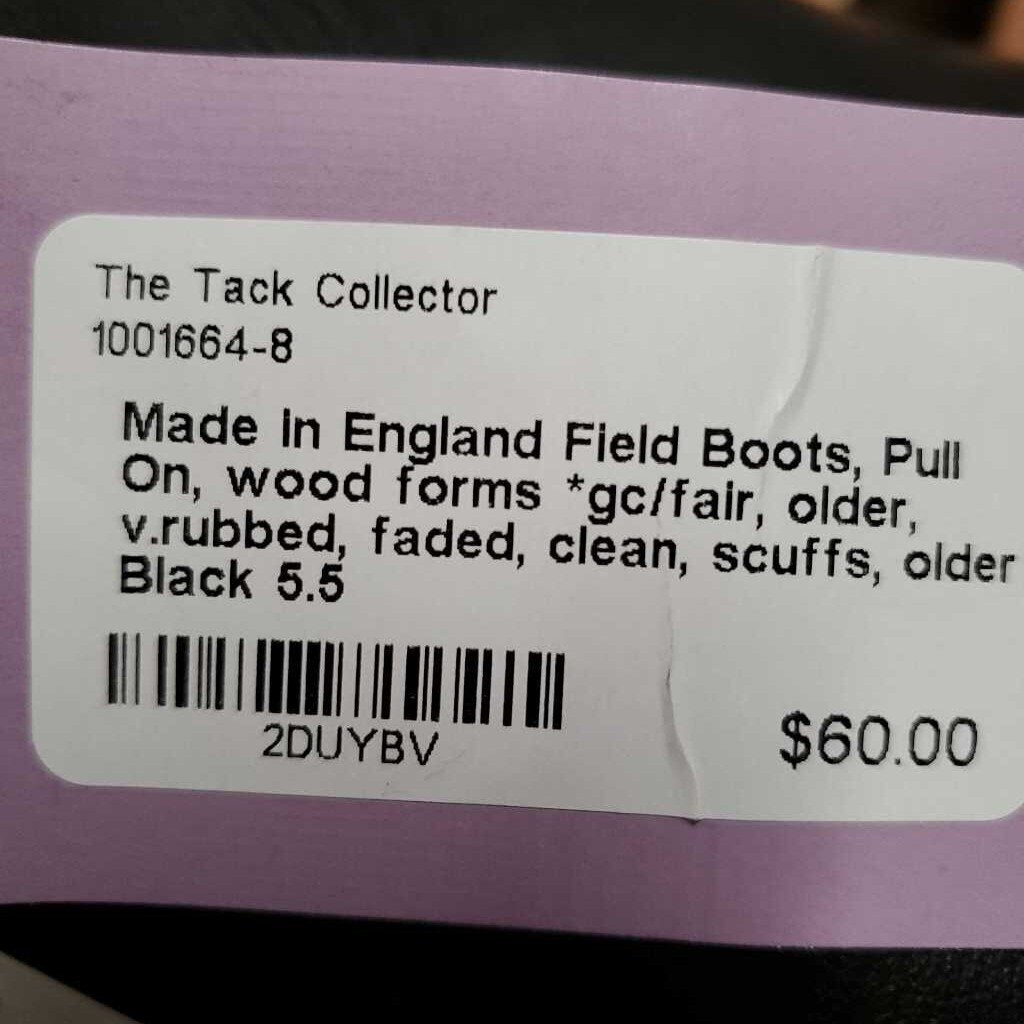 The Tack Collector
1001664-8
Made In England Field Boots, Pull
On, wood forms *gc/fair, older,
v.rubbed, faded, clean, scuffs, older
Black 5.5
2DUYBV
$60.00